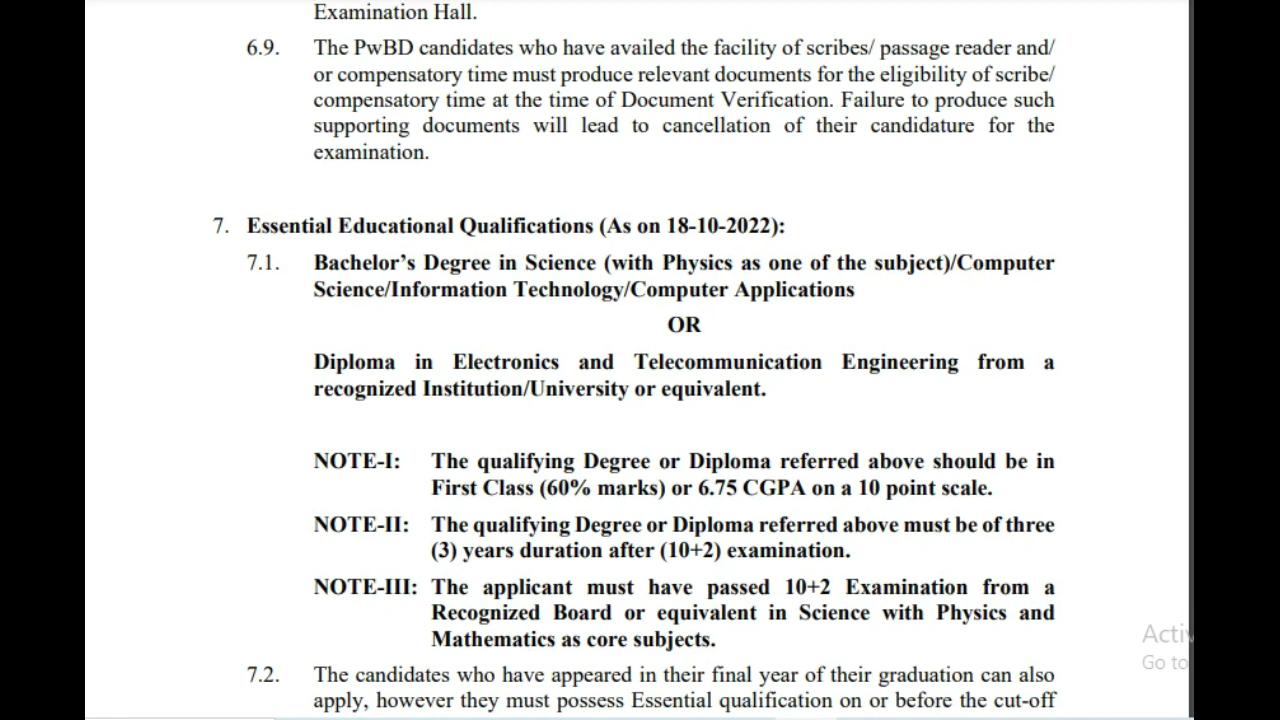 Examination Hall.
6.9. The PwBD candidates who have availed the facility of scribes/ passage reader and/
or compensatory time must produce relevant documents for the eligibility of scribe/
compensatory time at the time of Document Verification. Failure to produce such
supporting documents will lead to cancellation of their candidature for the
examination.
7. Essential Educational Qualifications (As on 18-10-2022):
7.1. Bachelor’s Degree in Science (with Physics as one of the subject)/Computer
Science/Information Technology/Computer Applications
OR
Diploma in Electronics and Telecommunication Engineering from a
recognized Institution/University or equivalent.
NOTE-I: The qualifying Degree or Diploma referred above should be in
First Class (60% marks) or 6.75 CGPA on a 10 point scale.
NOTE-II: The qualifying Degree or Diploma referred above must be of three
(3) years duration after (10+2) examination.
NOTE-III: The applicant must have passed 10+2 Examination from a
Recognized Board or equivalent in Science with Physics and
Mathematics as core subjects.
7.2. The candidates who have appeared in their final year of their graduation can also
apply, however they must possess Essential qualification on or before the cut-off
Go to